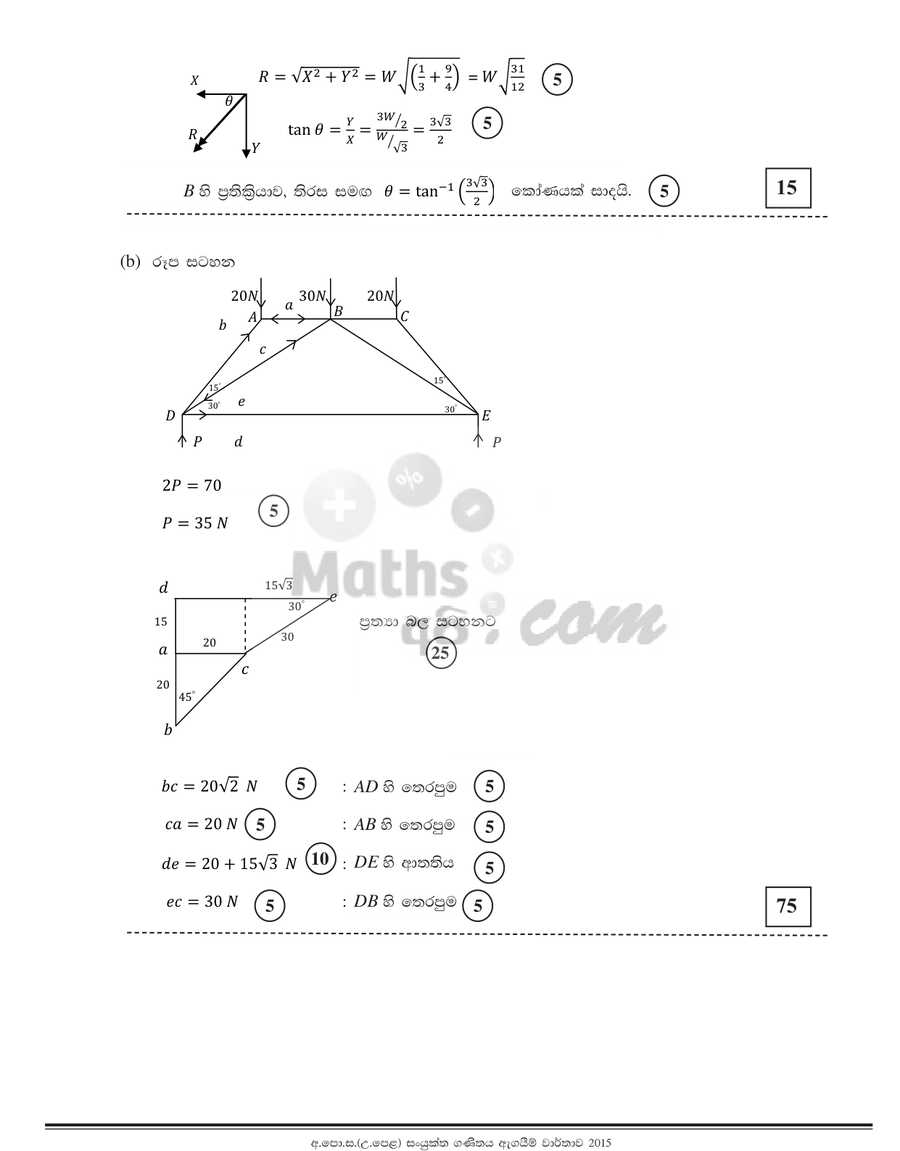 R = √(X² + Y²) = W√(1/3 + 9/4) = W√(31/12) 5
X
θ
R
Y
tan θ = Y/X = (3W/2)/(W/√3) = 3√3/2 5
B හි ප්‍රතික්‍රියාව, තිරස සමඟ θ = tan⁻¹(3√3/2) කෝණයක් සාදයි. 5 15
(b) රූප සටහන
20N 30N 20N
a
A B C
b
c
15° 15°
30° e 30°
D E
P d P
2P = 70
P = 35 N 5
Maths
අපි .com
d 15√3 e
30°
15 20 30
a c
20 45°
b
ප්‍රත්‍යා බල සටහනට
25
bc = 20√2 N 5 : AD හි තෙරපුම 5
ca = 20 N 5 : AB හි තෙරපුම 5
de = 20 + 15√3 N 10 : DE හි ආතතිය 5
ec = 30 N 5 : DB හි තෙරපුම 5 75
අ.පො.ස.(උ.පෙළ) සංයුක්ත ගණිතය ඇගයීම් වාර්තාව 2015